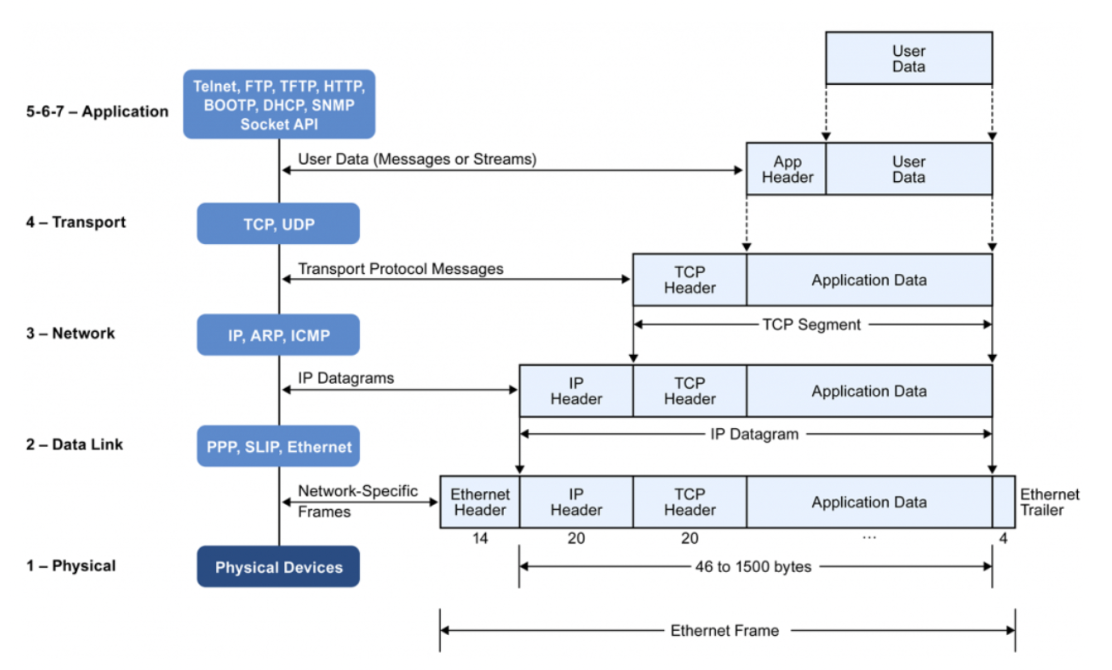 User
Data
5-6-7 – Application
Telnet, FTP, TFTP, HTTP,
BOOTP, DHCP, SNMP
Socket API
User Data (Messages or Streams)
App
Header
User
Data
4 – Transport
TCP, UDP
Transport Protocol Messages
TCP
Header
Application Data
TCP Segment
3 – Network
IP, ARP, ICMP
IP Datagrams
IP
Header
TCP
Header
Application Data
IP Datagram
2 – Data Link
PPP, SLIP, Ethernet
Network-Specific
Frames
Ethernet
Header
IP
Header
TCP
Header
Application Data
Ethernet
Trailer
14
20
20
...
4
1 – Physical
Physical Devices
46 to 1500 bytes
Ethernet Frame